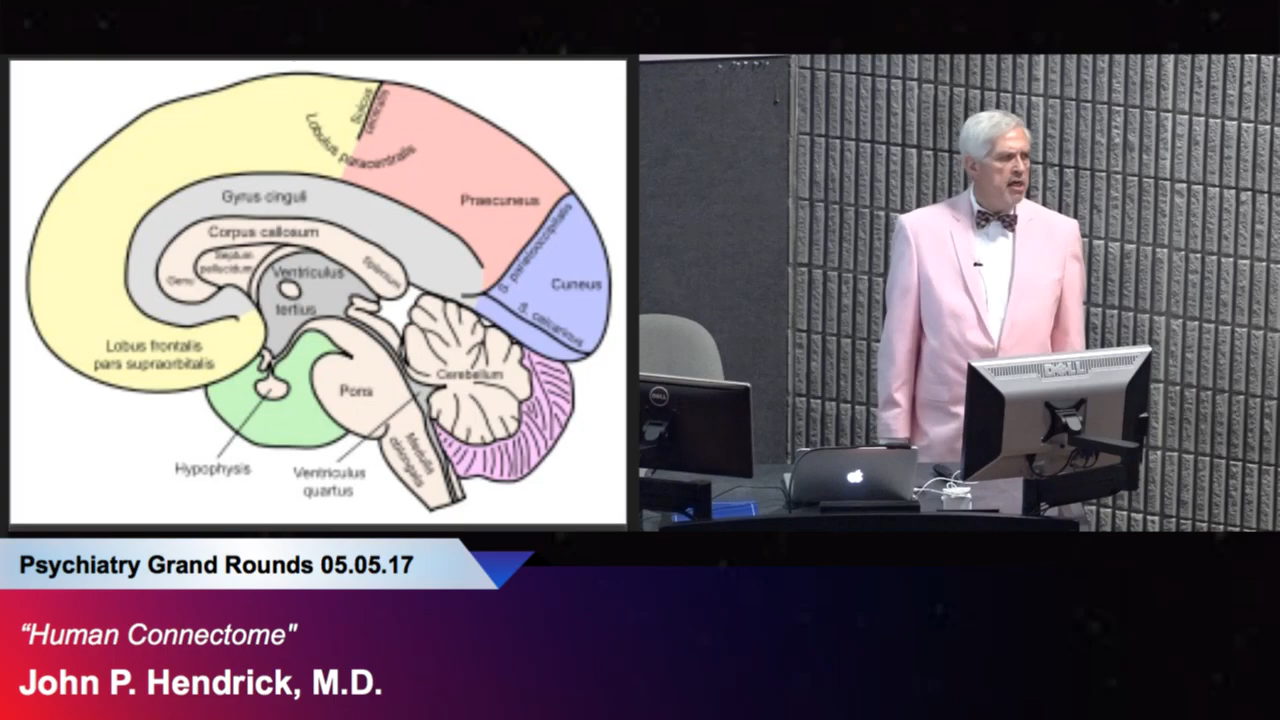 Sulcus
centralis
Lobulus paracentralis
Gyrus cinguli
Praecuneus
Corpus callosum
S. parietooccipitalis
Septum
pellucidum
Genu
Ventriculus
tertius
Splenium
Cuneus
S. calcarinus
Lobus frontalis
pars supraorbitalis
Pons
Cerebellum
Medulla
oblongata
Hypophysis
Ventriculus
quartus
DELL
DELL
Psychiatry Grand Rounds 05.05.17
“Human Connectome"
John P. Hendrick, M.D.